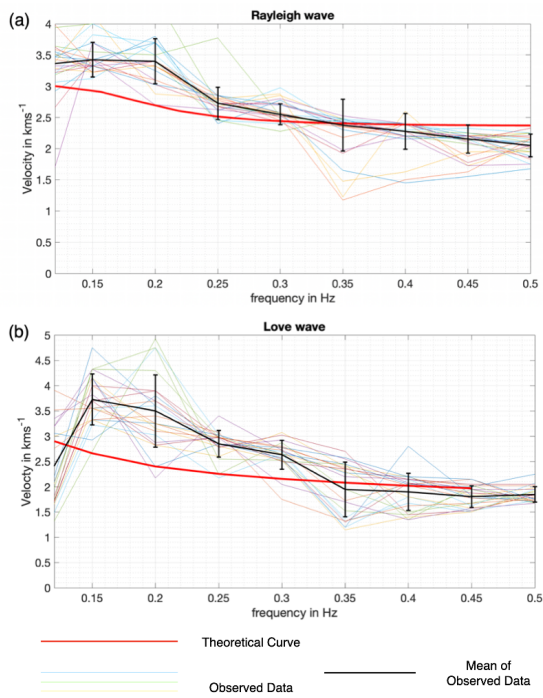 (a)
Rayleigh wave
4
3.5
3
2.5
2
1.5
1
0.5
0
Velocity in kms-1
0.15 0.2 0.25 0.3 0.35 0.4 0.45 0.5
frequency in Hz
(b)
Love wave
5
4.5
4
3.5
3
2.5
2
1.5
1
0.5
0
Velocty in kms-1
0.15 0.2 0.25 0.3 0.35 0.4 0.45 0.5
frequency in Hz
Theoretical Curve
Observed Data
Mean of
Observed Data